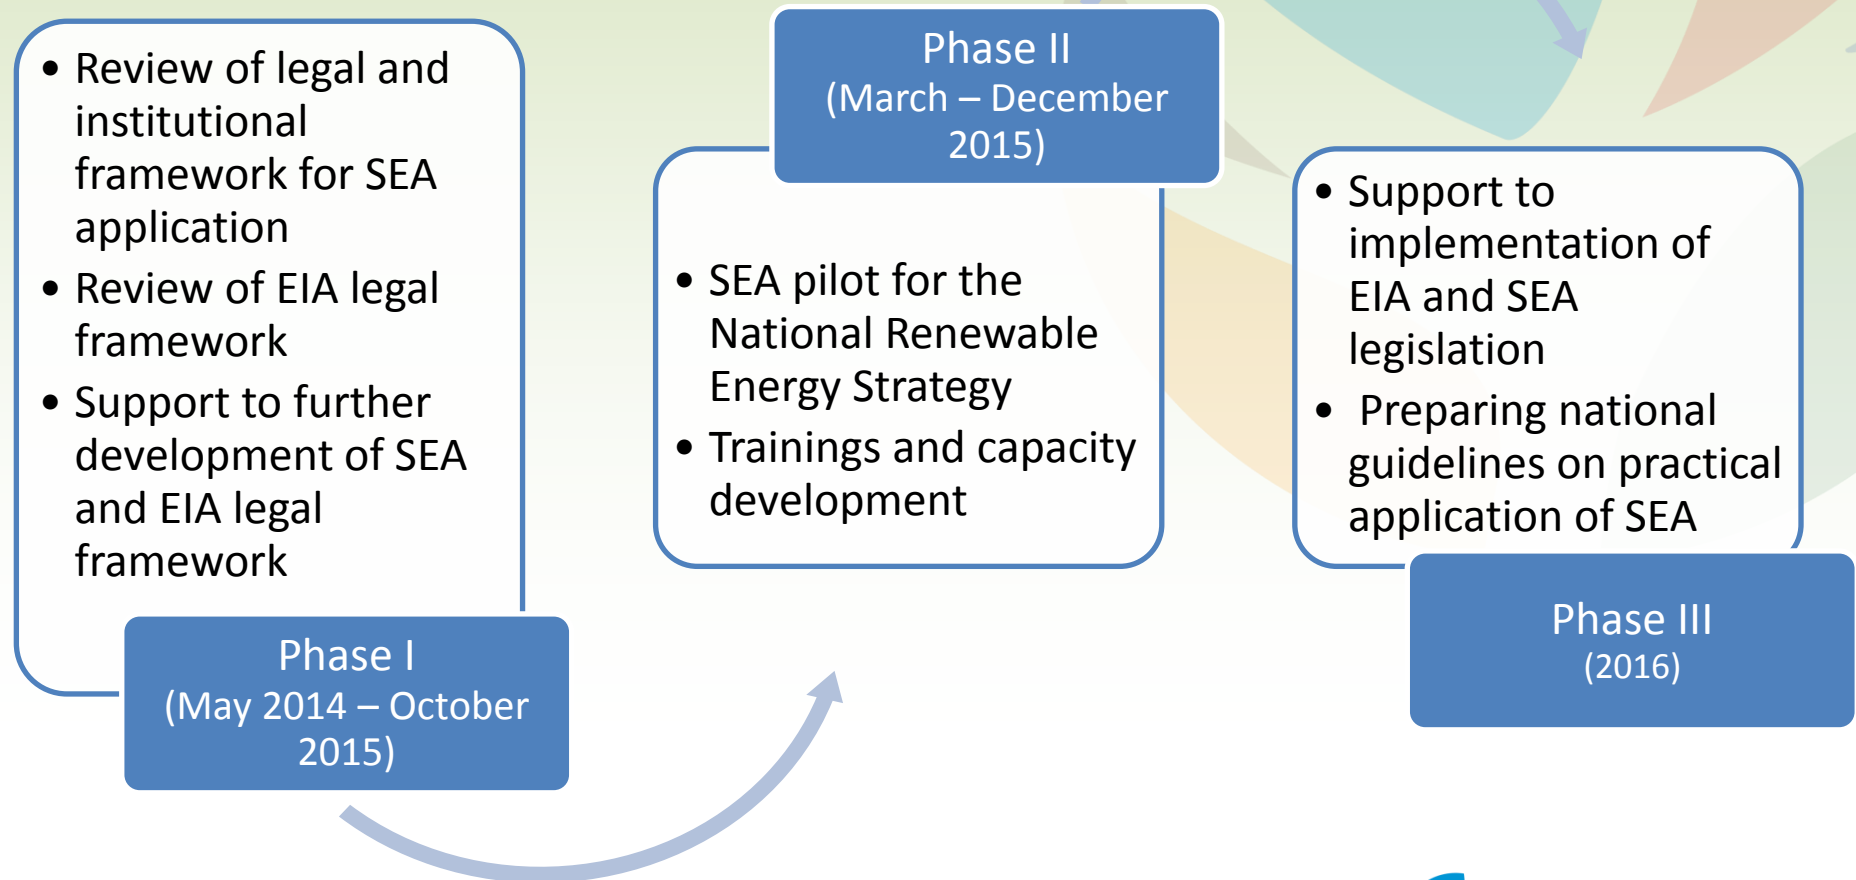 • Review of legal and
institutional
framework for SEA
application
• Review of EIA legal
framework
• Support to further
development of SEA
and EIA legal
framework
Phase I
(May 2014 – October
2015)
Phase II
(March – December
2015)
• SEA pilot for the
National Renewable
Energy Strategy
• Trainings and capacity
development
• Support to
implementation of
EIA and SEA
legislation
• Preparing national
guidelines on practical
application of SEA
Phase III
(2016)